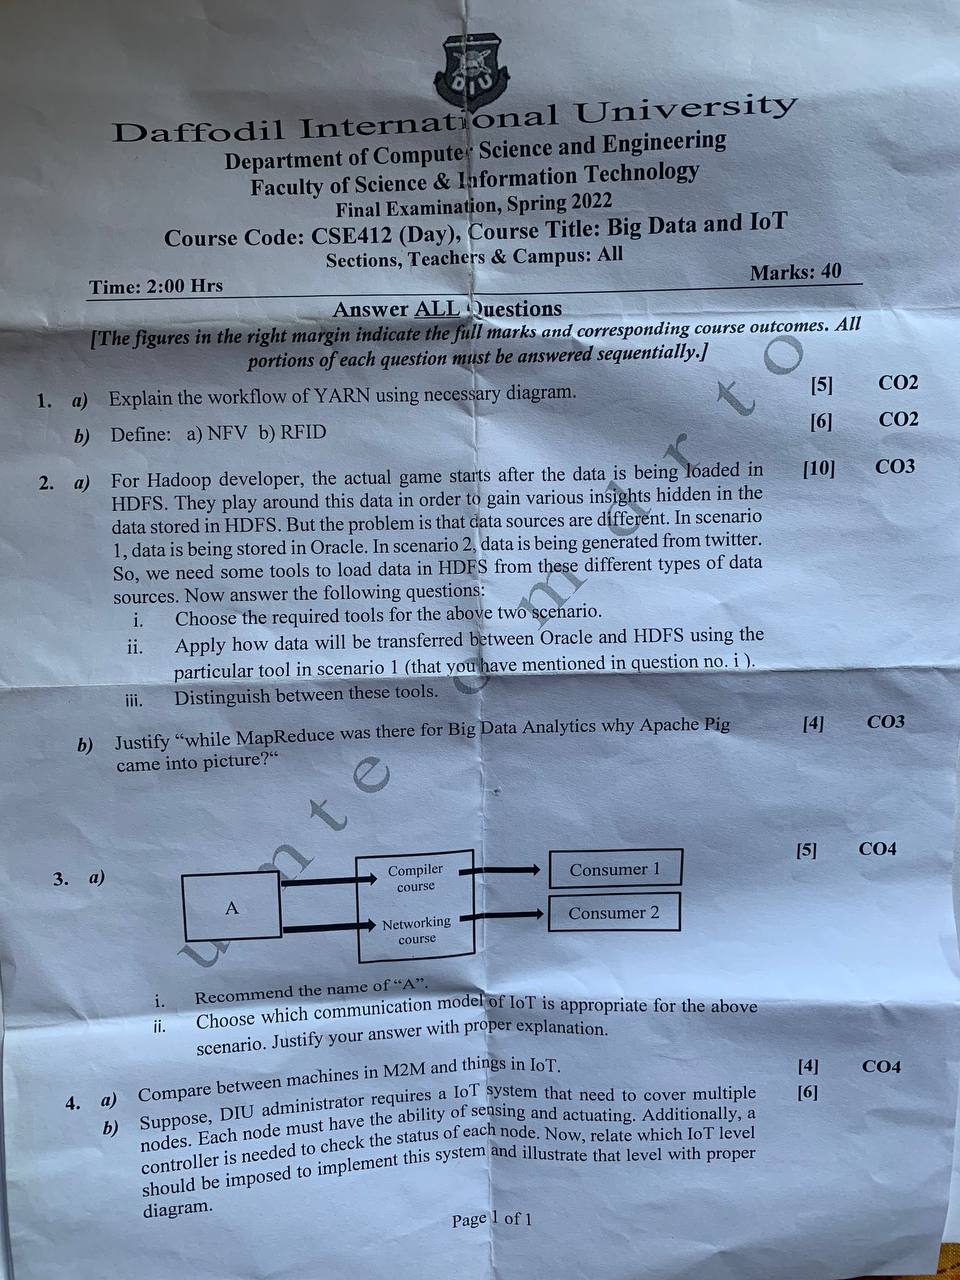 DIU
Daffodil International University
Department of Computer Science and Engineering
Faculty of Science & Information Technology
Final Examination, Spring 2022
Course Code: CSE412 (Day), Course Title: Big Data and IoT
Sections, Teachers & Campus: All
Time: 2:00 Hrs Marks: 40
Answer ALL Questions
[The figures in the right margin indicate the full marks and corresponding course outcomes. All
portions of each question must be answered sequentially.]
1. a) Explain the workflow of YARN using necessary diagram. [5] CO2
b) Define: a) NFV b) RFID [6] CO2
2. a) For Hadoop developer, the actual game starts after the data is being loaded in [10] CO3
HDFS. They play around this data in order to gain various insights hidden in the
data stored in HDFS. But the problem is that data sources are different. In scenario
1, data is being stored in Oracle. In scenario 2, data is being generated from twitter.
So, we need some tools to load data in HDFS from these different types of data
sources. Now answer the following questions:
i. Choose the required tools for the above two scenario.
ii. Apply how data will be transferred between Oracle and HDFS using the
particular tool in scenario 1 (that you have mentioned in question no. i ).
iii. Distinguish between these tools.
b) Justify “while MapReduce was there for Big Data Analytics why Apache Pig [4] CO3
came into picture?“
3. a) [5] CO4
A
Compiler
course
Networking
course
Consumer 1
Consumer 2
i. Recommend the name of “A”.
ii. Choose which communication model of IoT is appropriate for the above
scenario. Justify your answer with proper explanation.
4. a) Compare between machines in M2M and things in IoT. [4] CO4
b) Suppose, DIU administrator requires a IoT system that need to cover multiple [6]
nodes. Each node must have the ability of sensing and actuating. Additionally, a
controller is needed to check the status of each node. Now, relate which IoT level
should be imposed to implement this system and illustrate that level with proper
diagram.
Page 1 of 1